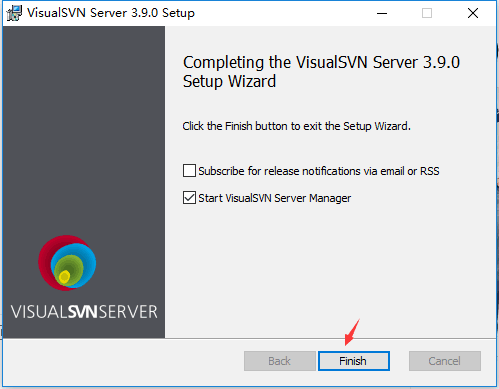 VisualSVN Server 3.9.0 Setup
Completing the VisualSVN Server 3.9.0
Setup Wizard
Click the Finish button to exit the Setup Wizard.
Subscribe for release notifications via email or RSS
Start VisualSVN Server Manager
VISUALSVNSERVER
Back
Finish
Cancel